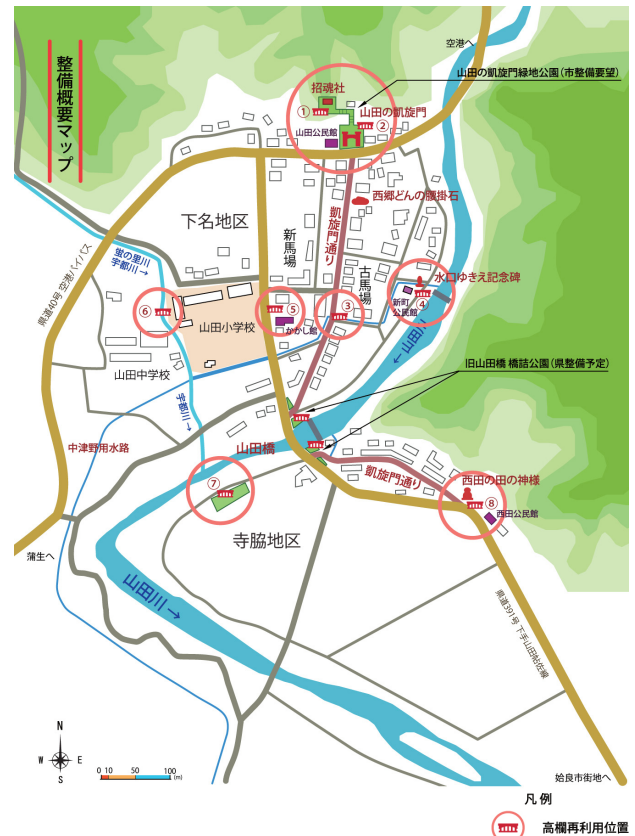 整備概要マップ
空港へ
山田の凱旋門緑地公園(市整備要望)
招魂社
①
山田の凱旋門
②
山田公民館
西郷どんの腰掛石
下名地区
新馬場
凱旋門通り
古馬場
県道40号 空港バイパス
蛍の里川
宇都川→
水口ゆきえ記念碑
新町
公民館
④
⑥
山田小学校
⑤
かかし館
③
←山田川
山田中学校
旧山田橋 橋詰公園(県整備予定)
宇都川→
中津野用水路
山田橋
凱旋門通り
西田の田の神様
⑦
⑧
西田公民館
寺脇地区
蒲生へ
山田川→
県道391号 下手山田帖佐線
N
W E
S
0 10 50 100
(m)
姶良市街地へ
凡例
高欄再利用位置